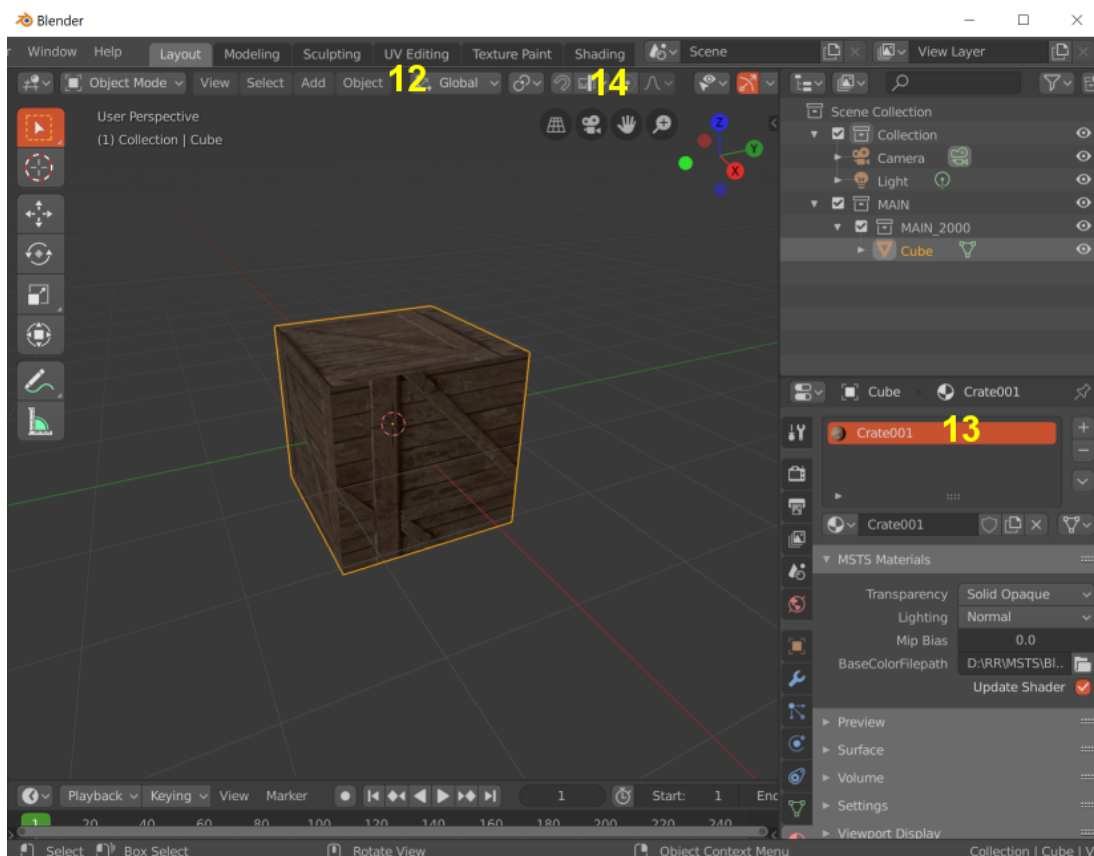 Blender
Window Help Layout Modeling Sculpting UV Editing Texture Paint Shading Scene View Layer
Object Mode View Select Add Object 12 Global 14
User Perspective
(1) Collection | Cube
Z
Y
X
Scene Collection
Collection
Camera
Light
MAIN
MAIN_2000
Cube
Cube Crate001
Crate001 13
Crate001
MSTS Materials
Transparency Solid Opaque
Lighting Normal
Mip Bias 0.0
BaseColorFilepath D:\RR\MSTS\Bl..
Update Shader
Preview
Surface
Volume
Settings
Viewport Display
Playback Keying View Marker 1 Start: 1 Enc
1 20 40 60 80 100 120 140 160 180 200 220 240
Select Box Select Rotate View Object Context Menu Collection | Cube | V